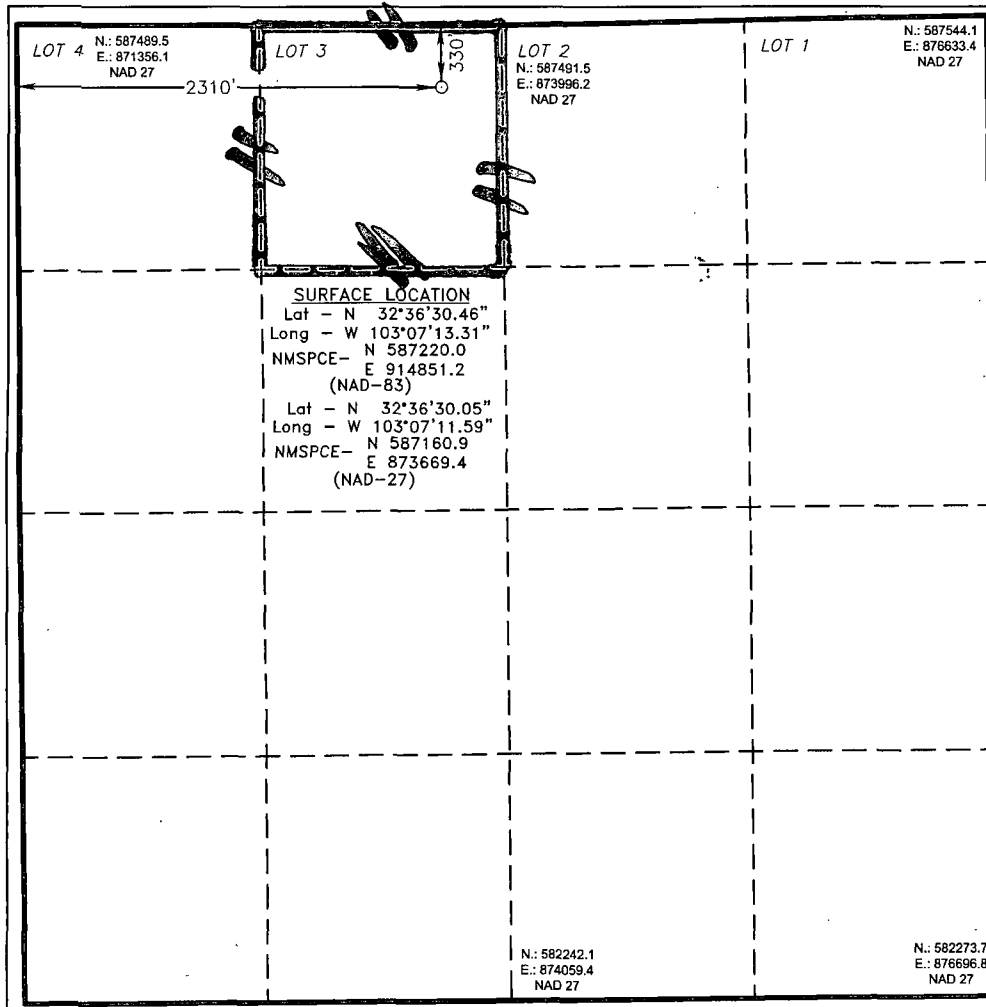 LOT 4
N.: 587489.5
E.: 871356.1
NAD 27
LOT 3
330'
2310'
LOT 2
N.: 587491.5
E.: 873996.2
NAD 27
LOT 1
N.: 587544.1
E.: 876633.4
NAD 27
SURFACE LOCATION
Lat – N 32°36'30.46"
Long – W 103°07'13.31"
NMSPCE– N 587220.0
E 914851.2
(NAD–83)
Lat – N 32°36'30.05"
Long – W 103°07'11.59"
NMSPCE– N 587160.9
E 873669.4
(NAD–27)
N.: 582242.1
E.: 874059.4
NAD 27
N.: 582273.7
E.: 876696.8
NAD 27